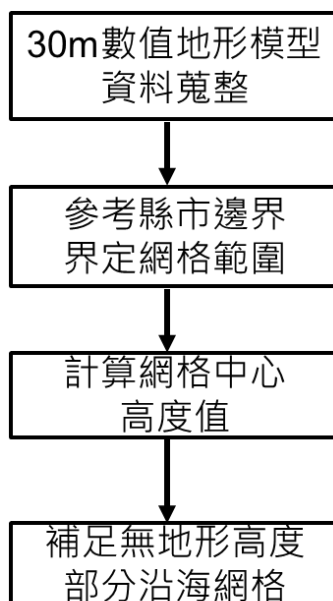 30m數值地形模型
資料蒐整
參考縣市邊界
界定網格範圍
計算網格中心
高度值
補足無地形高度
部分沿海網格